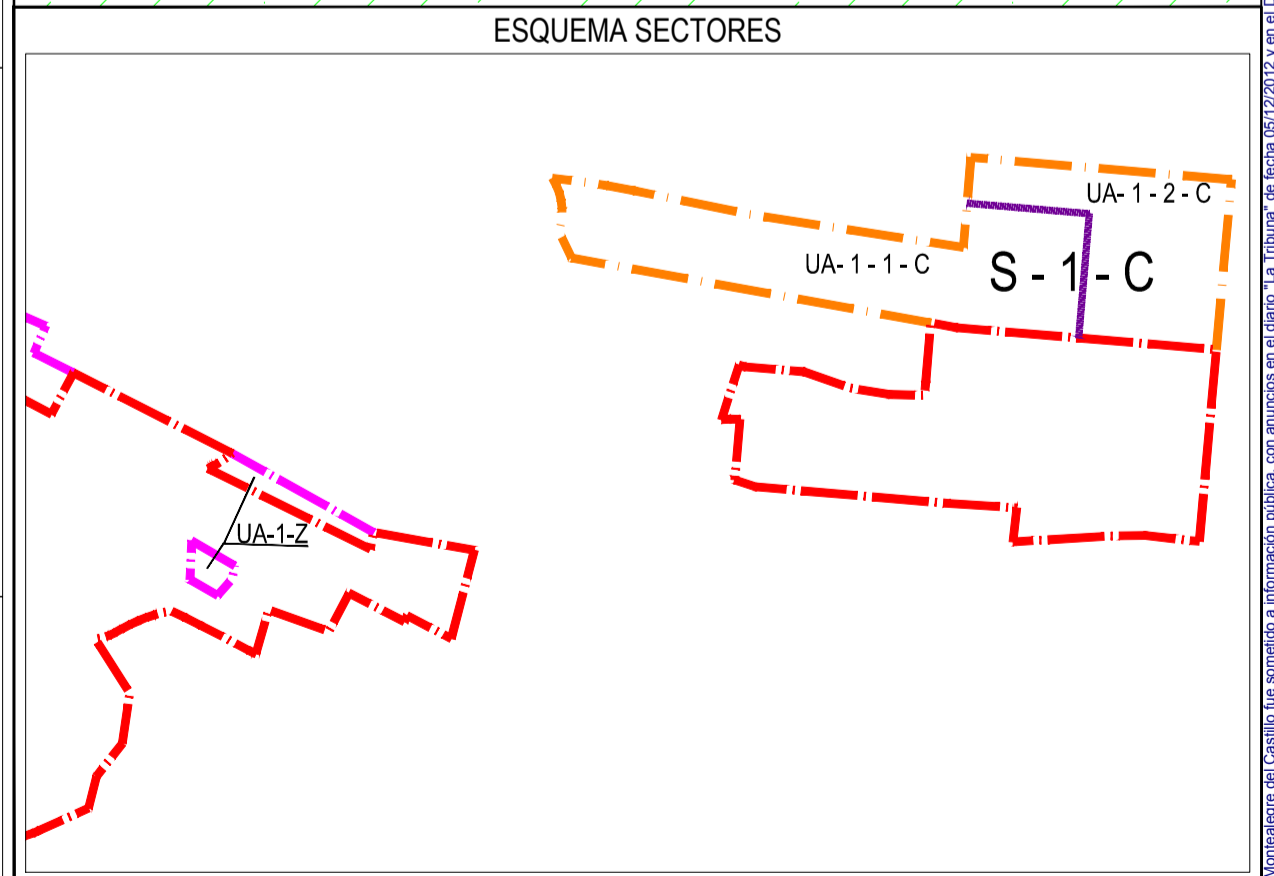 ESQUEMA SECTORES
UA- 1 - 2 - C
UA- 1 - 1 - C
S - 1 - C
UA-1-Z
Montealegre del Castillo fue sometido a información pública, con anuncios en el diario "La Tribuna" de fecha 05/12/2012 y en el